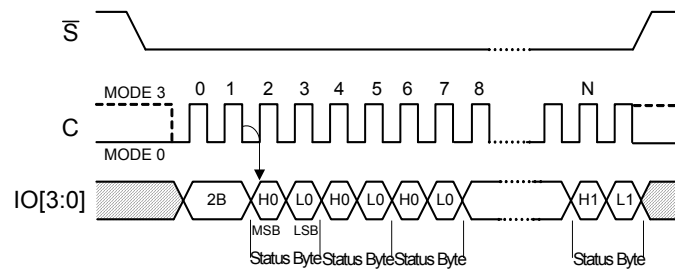 S
MODE 3
0 1 2 3 4 5 6 7 8 N
C
MODE 0
IO[3:0]
2B H0 L0 H0 L0 H0 L0 H1 L1
MSB LSB
Status Byte Status Byte Status Byte Status Byte